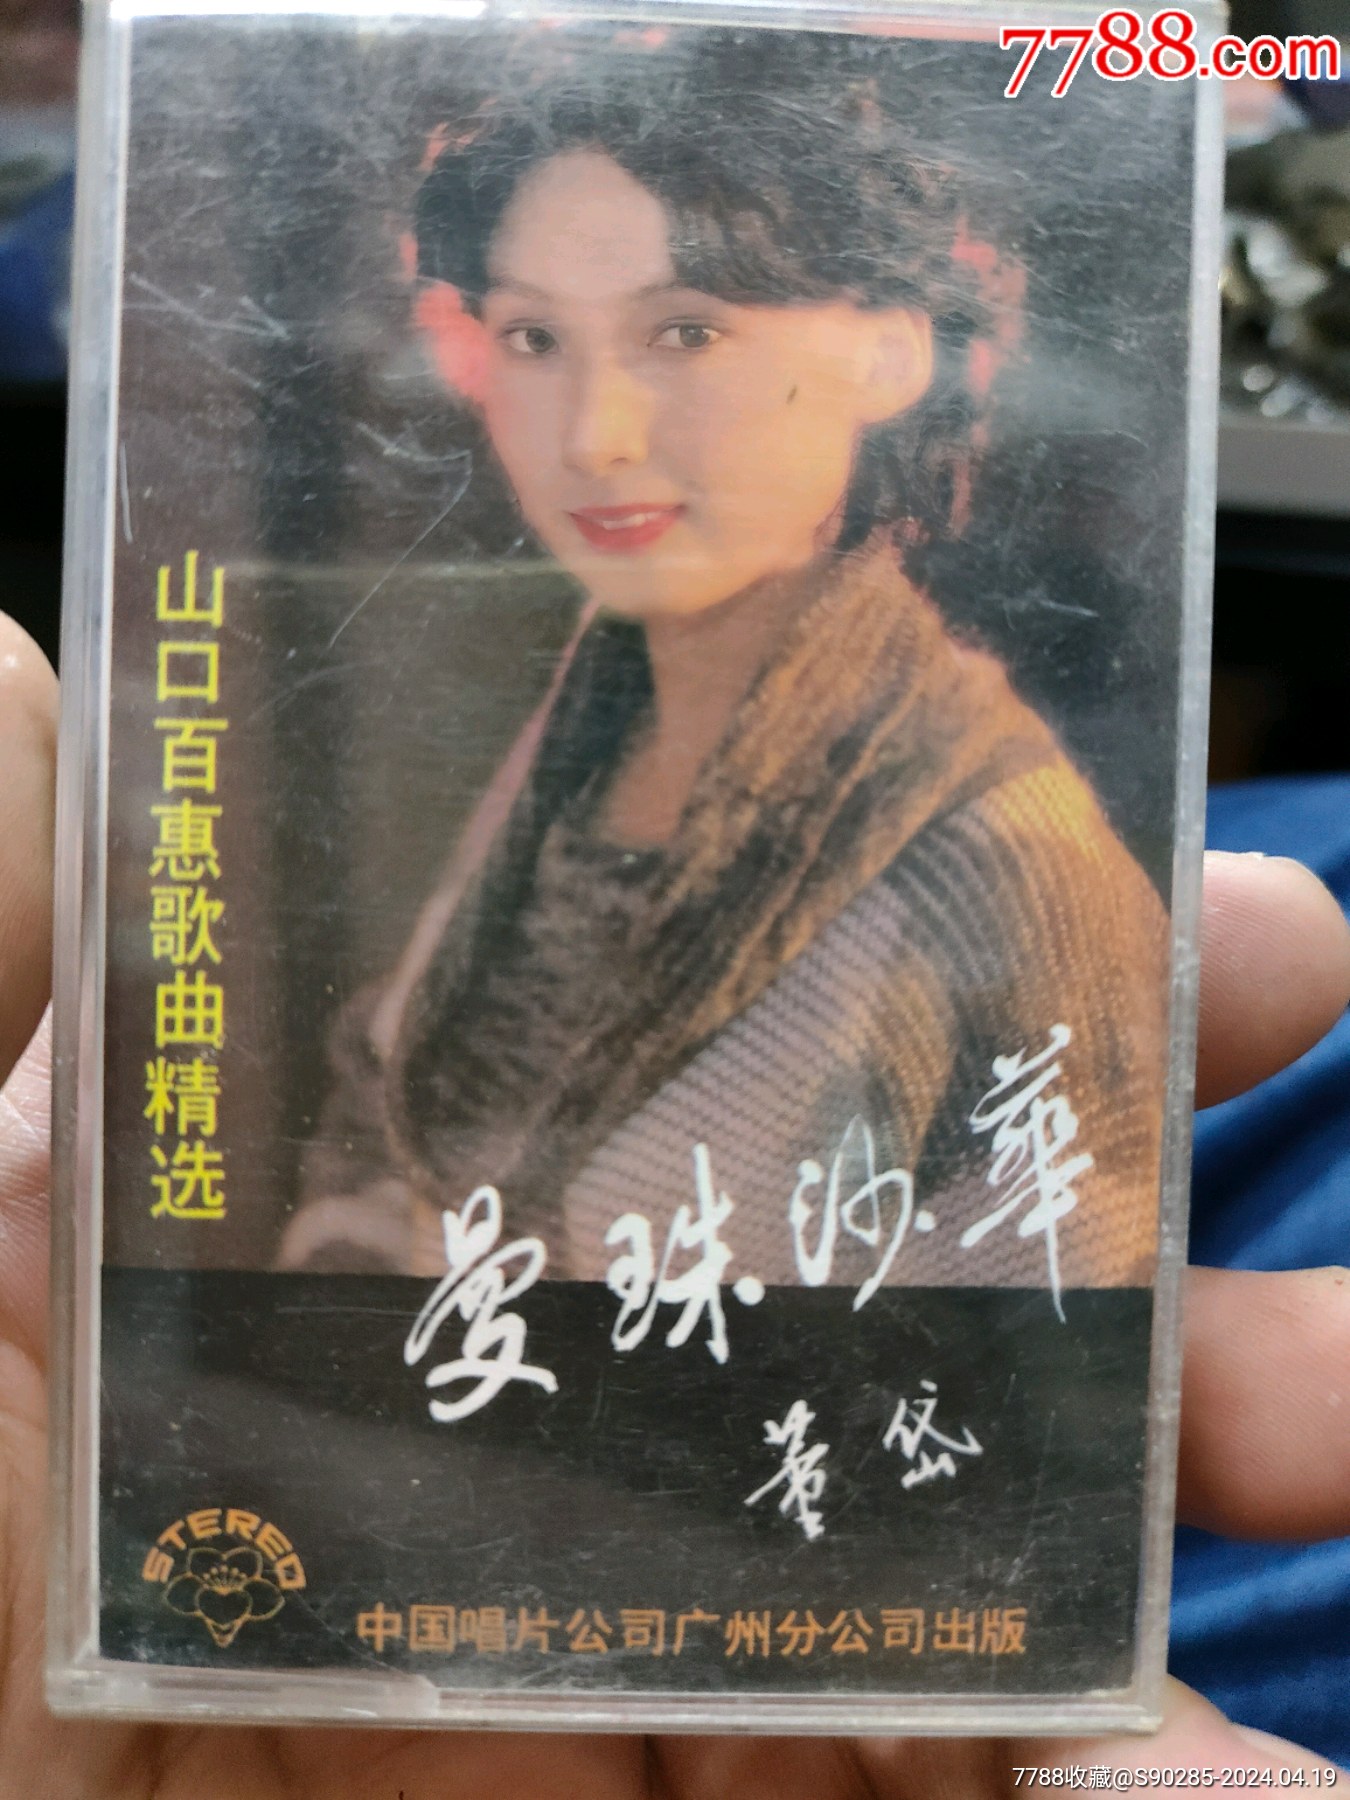 7788.com
山口百惠歌曲精选
曼珠沙華
董岱
STEREO
中国唱片公司广州分公司出版
7788收藏@S90285-2024.04.19